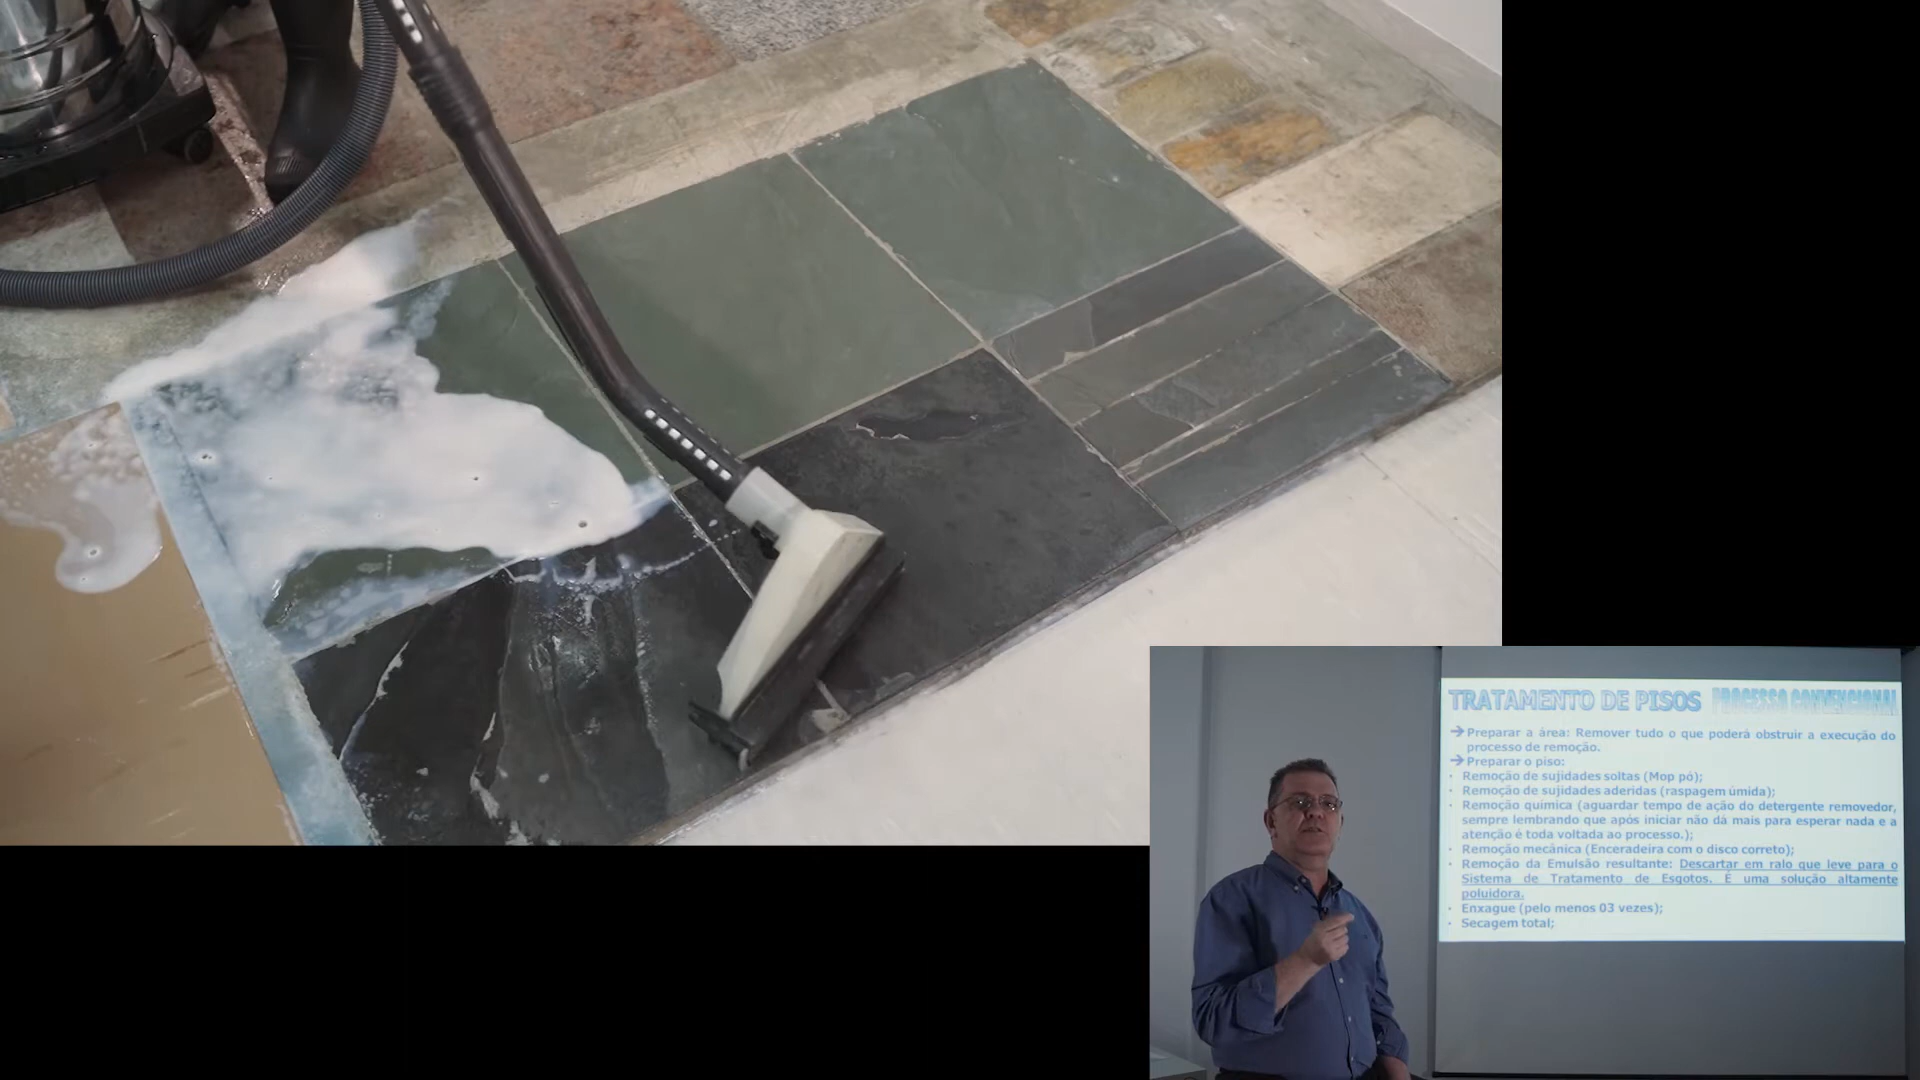 TRATAMENTO DE PISOS PROCESSO CONVENCIONAL
➔Preparar a área: Remover tudo o que poderá obstruir a execução do
processo de remoção.
➔Preparar o piso:
· Remoção de sujidades soltas (Mop pó);
· Remoção de sujidades aderidas (raspagem úmida);
· Remoção química (aguardar tempo de ação do detergente removedor,
sempre lembrando que após iniciar não dá mais para esperar nada e a
atenção é toda voltada ao processo.);
· Remoção mecânica (Enceradeira com o disco correto);
· Remoção da Emulsão resultante: Descartar em ralo que leve para o
Sistema de Tratamento de Esgotos. É uma solução altamente
poluidora.
· Enxague (pelo menos 03 vezes);
· Secagem total;